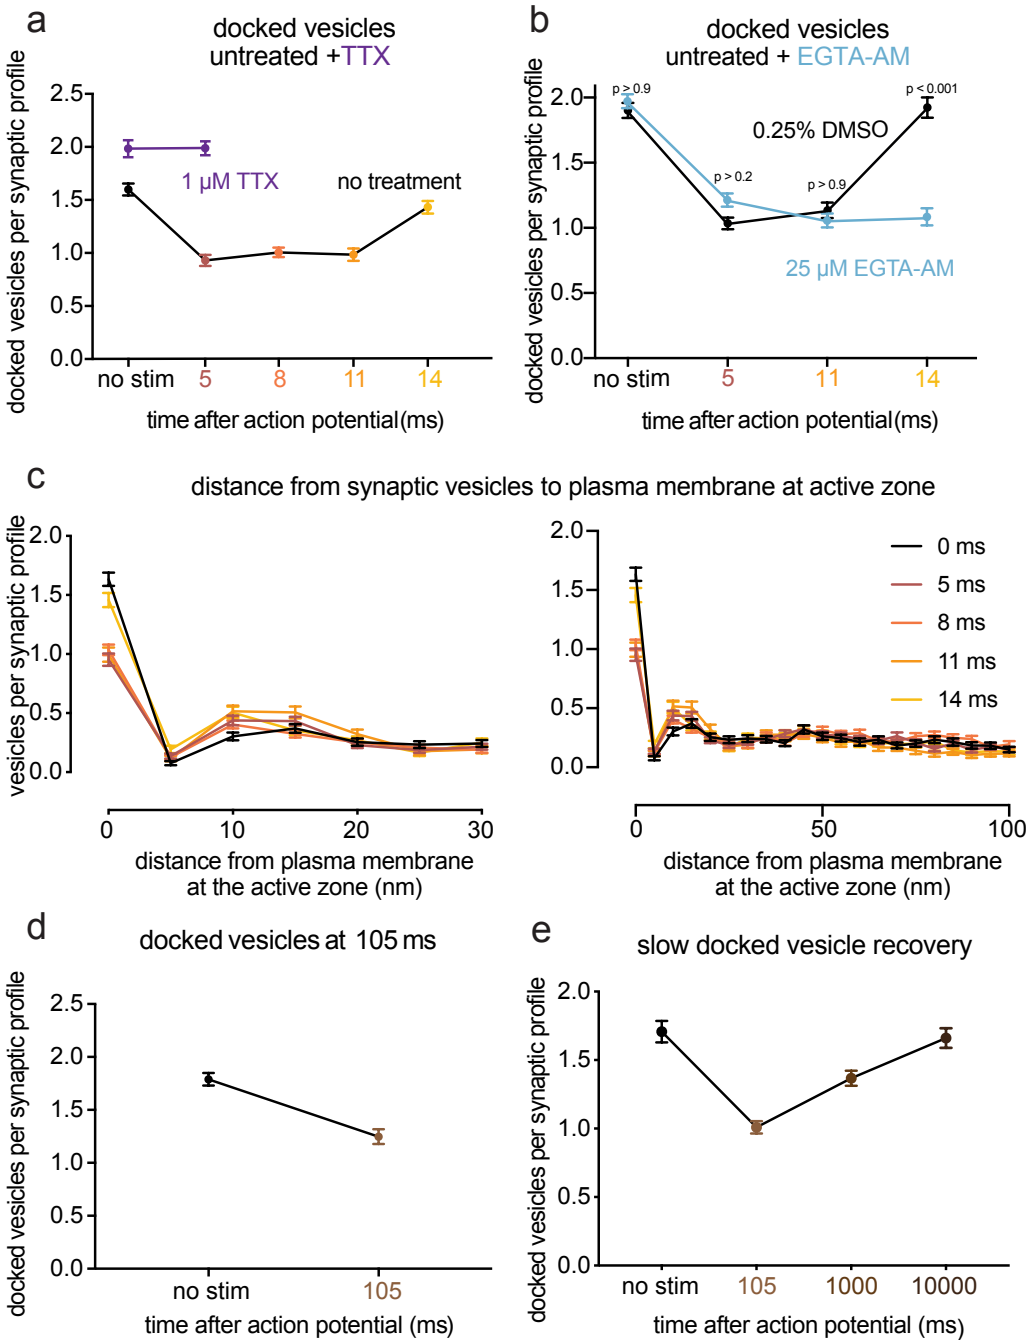 a
docked vesicles
untreated +TTX
docked vesicles per synaptic profile
2.5
2.0
1.5
1.0
0.5
0.0
1 µM TTX
no treatment
no stim 5 8 11 14
time after action potential(ms)
b
docked vesicles
untreated + EGTA-AM
docked vesicles per synaptic profile
2.0
1.5
1.0
0.5
0.0
p > 0.9
p > 0.2
p > 0.9
p < 0.001
0.25% DMSO
25 µM EGTA-AM
no stim 5 11 14
time after action potential(ms)
c
distance from synaptic vesicles to plasma membrane at active zone
vesicles per synaptic profile
2.0
1.5
1.0
0.5
0.0
0 10 20 30
distance from plasma membrane
at the active zone (nm)
2.0
1.5
1.0
0.5
0.0
0 ms
5 ms
8 ms
11 ms
14 ms
0 50 100
distance from plasma membrane
at the active zone (nm)
d
docked vesicles at 105 ms
docked vesicles per synaptic profile
2.5
2.0
1.5
1.0
0.5
0.0
no stim 105
time after action potential (ms)
e
slow docked vesicle recovery
docked vesicles per synaptic profile
2.0
1.5
1.0
0.5
0.0
no stim 105 1000 10000
time after action potential (ms)